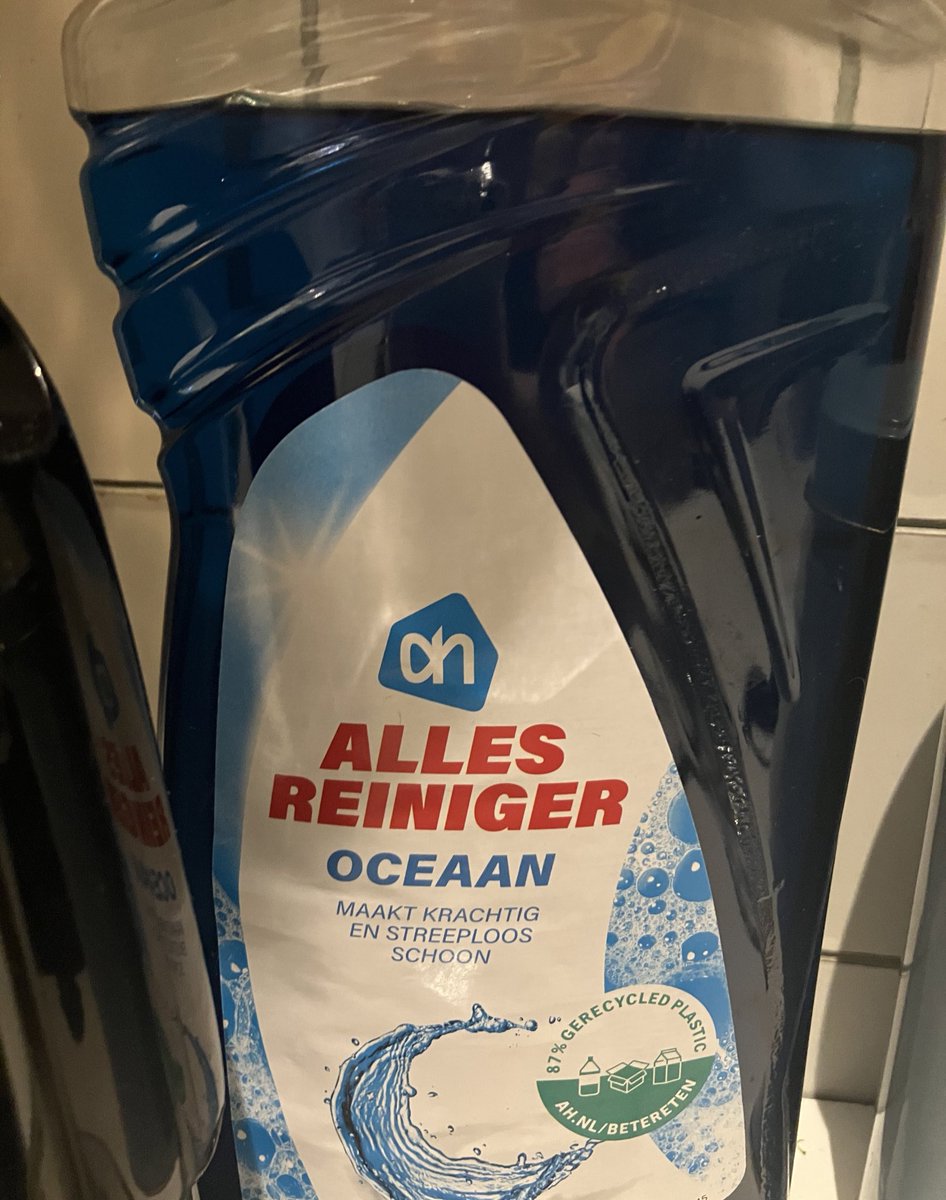 ah
ALLES
REINIGER
OCEAAN
MAAKT KRACHTIG
EN STREEPLOOS
SCHOON
87% GERECYCLED PLASTIC
AH.NL/BETERETEN